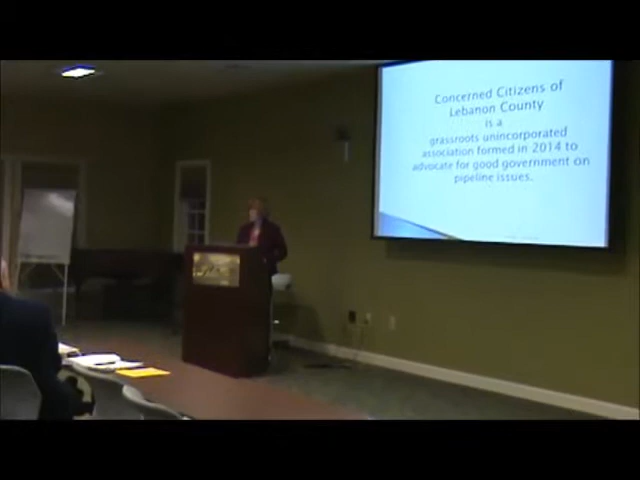 Concerned Citizens of
Lebanon County
is a
grassroots unincorporated
association formed in 2014 to
advocate for good government on
pipeline issues.